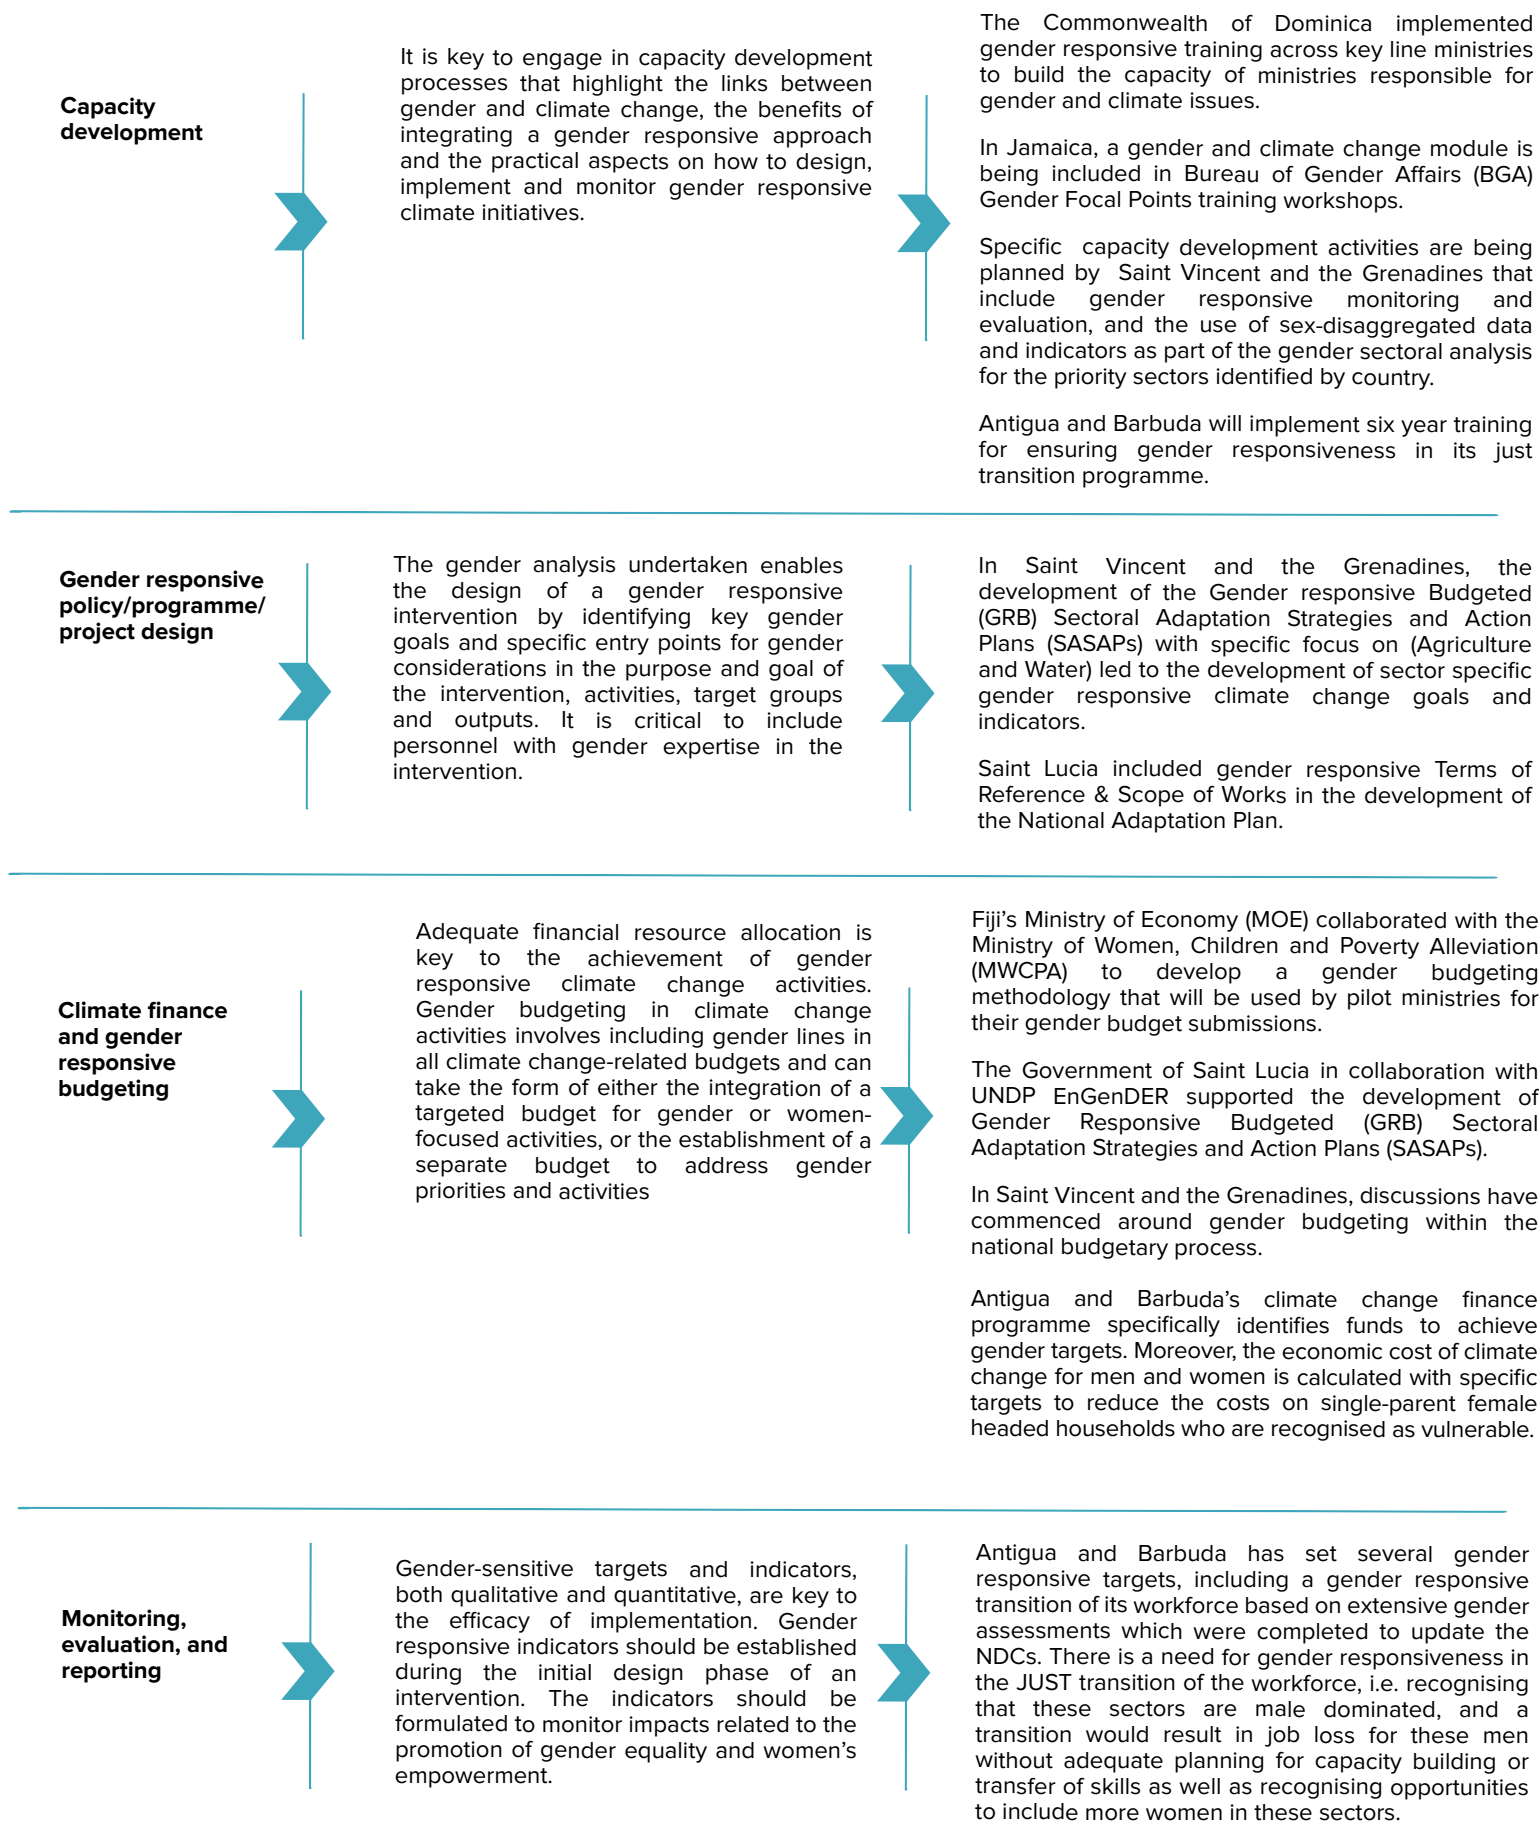 Capacity
development
It is key to engage in capacity development
processes that highlight the links between
gender and climate change, the benefits of
integrating a gender responsive approach
and the practical aspects on how to design,
implement and monitor gender responsive
climate initiatives.
The Commonwealth of Dominica implemented
gender responsive training across key line ministries
to build the capacity of ministries responsible for
gender and climate issues.
In Jamaica, a gender and climate change module is
being included in Bureau of Gender Affairs (BGA)
Gender Focal Points training workshops.
Specific capacity development activities are being
planned by Saint Vincent and the Grenadines that
include gender responsive monitoring and
evaluation, and the use of sex-disaggregated data
and indicators as part of the gender sectoral analysis
for the priority sectors identified by country.
Antigua and Barbuda will implement six year training
for ensuring gender responsiveness in its just
transition programme.
Gender responsive
policy/programme/
project design
The gender analysis undertaken enables
the design of a gender responsive
intervention by identifying key gender
goals and specific entry points for gender
considerations in the purpose and goal of
the intervention, activities, target groups
and outputs. It is critical to include
personnel with gender expertise in the
intervention.
In Saint Vincent and the Grenadines, the
development of the Gender responsive Budgeted
(GRB) Sectoral Adaptation Strategies and Action
Plans (SASAPs) with specific focus on (Agriculture
and Water) led to the development of sector specific
gender responsive climate change goals and
indicators.
Saint Lucia included gender responsive Terms of
Reference & Scope of Works in the development of
the National Adaptation Plan.
Climate finance
and gender
responsive
budgeting
Adequate financial resource allocation is
key to the achievement of gender
responsive climate change activities.
Gender budgeting in climate change
activities involves including gender lines in
all climate change-related budgets and can
take the form of either the integration of a
targeted budget for gender or women-
focused activities, or the establishment of a
separate budget to address gender
priorities and activities
Fiji's Ministry of Economy (MOE) collaborated with the
Ministry of Women, Children and Poverty Alleviation
(MWCPA) to develop a gender budgeting
methodology that will be used by pilot ministries for
their gender budget submissions.
The Government of Saint Lucia in collaboration with
UNDP EnGenDER supported the development of
Gender Responsive Budgeted (GRB) Sectoral
Adaptation Strategies and Action Plans (SASAPs).
In Saint Vincent and the Grenadines, discussions have
commenced around gender budgeting within the
national budgetary process.
Antigua and Barbuda's climate change finance
programme specifically identifies funds to achieve
gender targets. Moreover, the economic cost of climate
change for men and women is calculated with specific
targets to reduce the costs on single-parent female
headed households who are recognised as vulnerable.
Monitoring,
evaluation, and
reporting
Gender-sensitive targets and indicators,
both qualitative and quantitative, are key to
the efficacy of implementation. Gender
responsive indicators should be established
during the initial design phase of an
intervention. The indicators should be
formulated to monitor impacts related to the
promotion of gender equality and women's
empowerment.
Antigua and Barbuda has set several gender
responsive targets, including a gender responsive
transition of its workforce based on extensive gender
assessments which were completed to update the
NDCs. There is a need for gender responsiveness in
the JUST transition of the workforce, i.e. recognising
that these sectors are male dominated, and a
transition would result in job loss for these men
without adequate planning for capacity building or
transfer of skills as well as recognising opportunities
to include more women in these sectors.